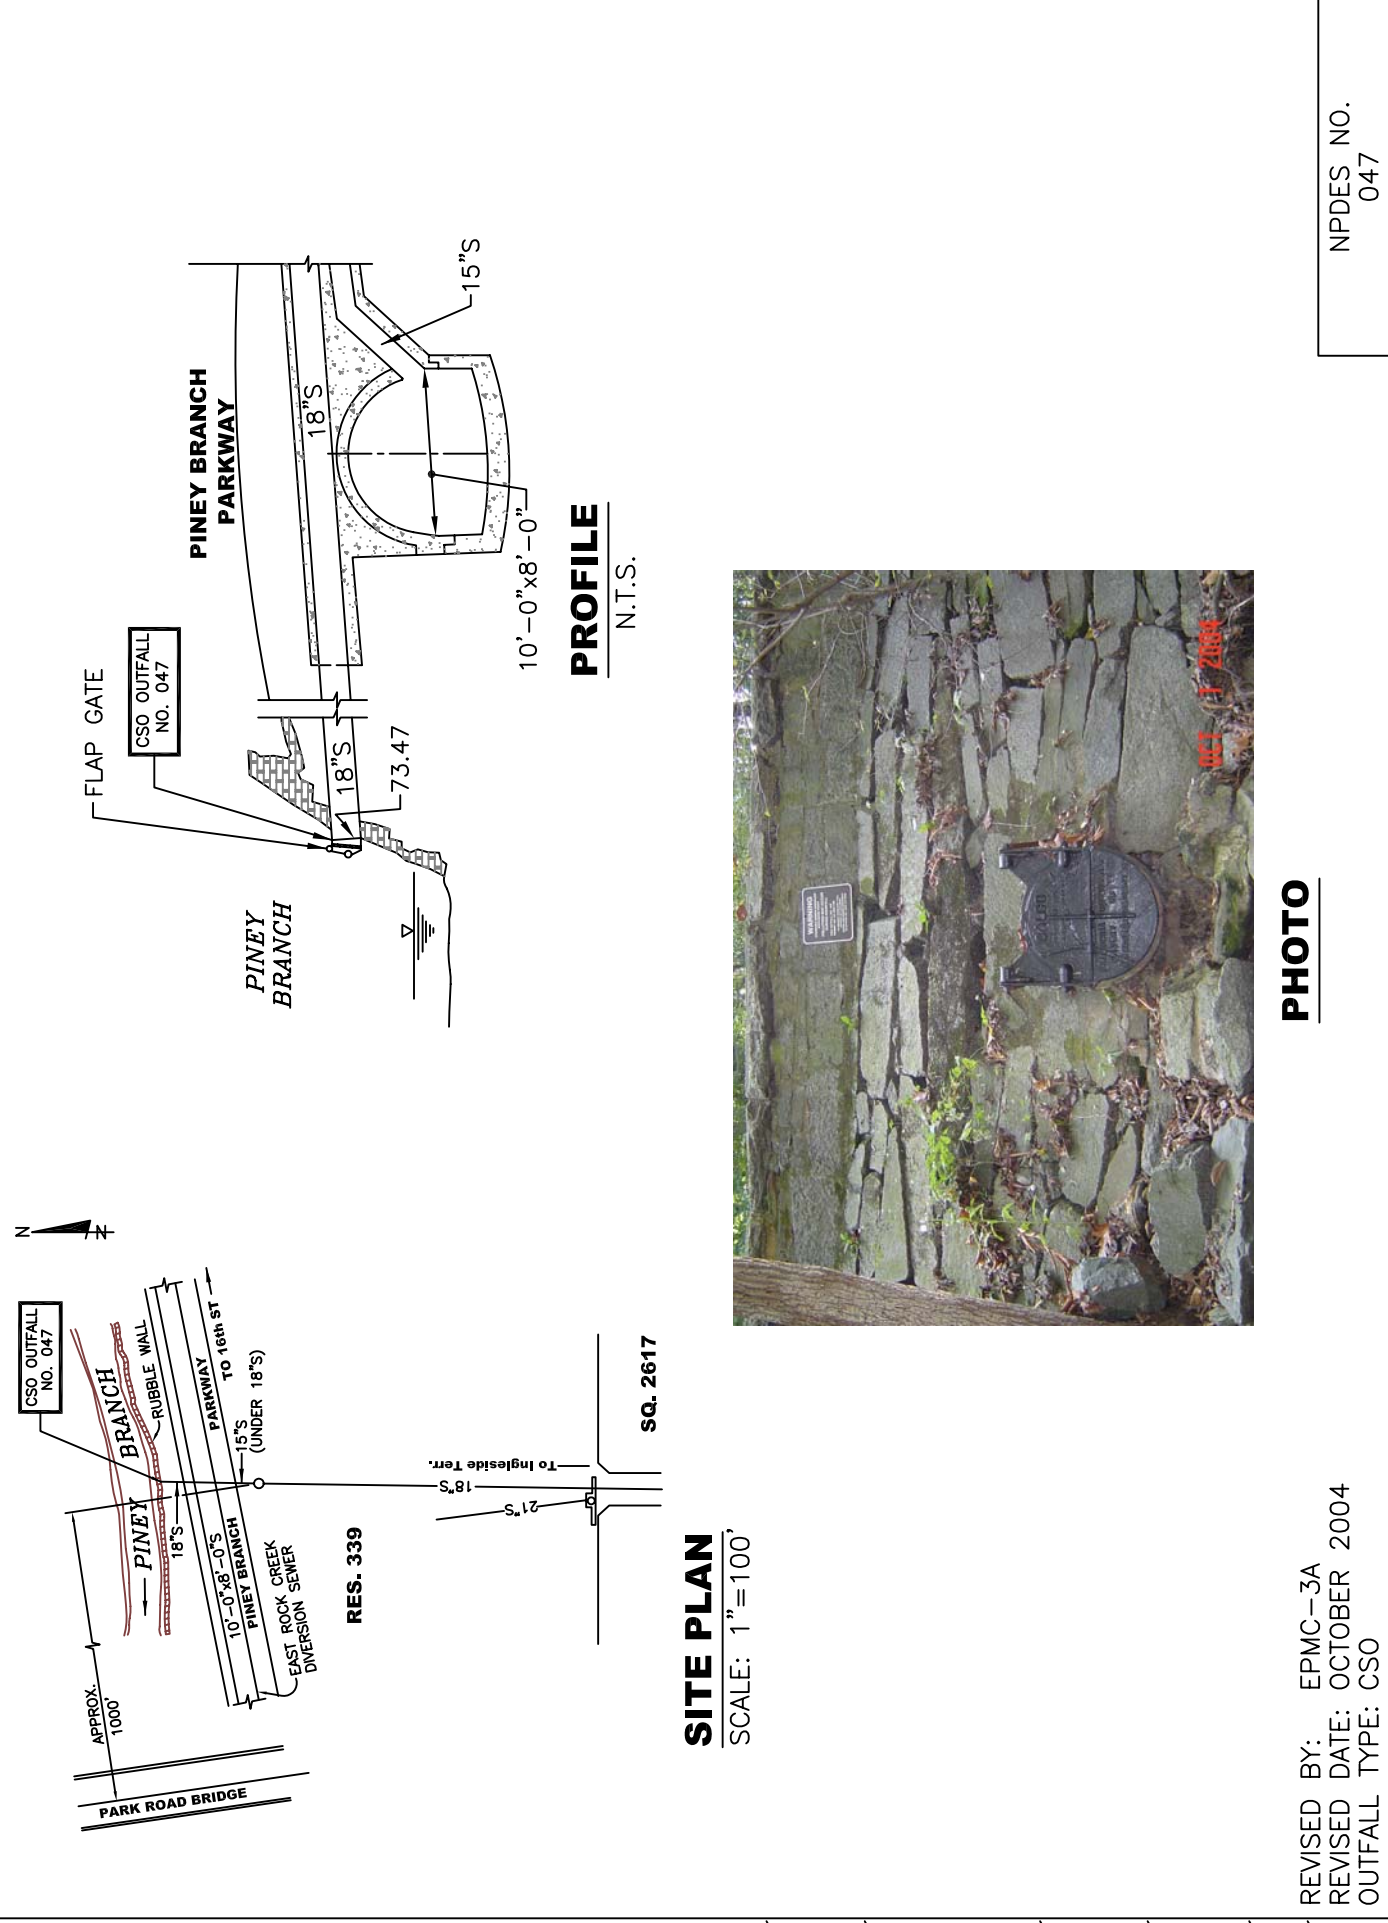 N
CSO OUTFALL
NO. 047
PINEY
BRANCH
RUBBLE WALL
18"S
PARKWAY
TO 16th ST
15"S
(UNDER 18"S)
10'-0"x8'-0"S
PINEY BRANCH
EAST ROCK CREEK
DIVERSION SEWER
APPROX.
1000'
PARK ROAD BRIDGE
RES. 339
18"S
To Ingleside Terr.
21"S
SQ. 2617
SITE PLAN
SCALE: 1"=100'
FLAP GATE
CSO OUTFALL
NO. 047
PINEY BRANCH
PARKWAY
18"S
15"S
18"S
73.47
PINEY
BRANCH
10'-0"x8'-0"
PROFILE
N.T.S.
WARNING
OCT 2004
PHOTO
REVISED BY: EPMC-3A
REVISED DATE: OCTOBER 2004
OUTFALL TYPE: CSO
NPDES NO.
047